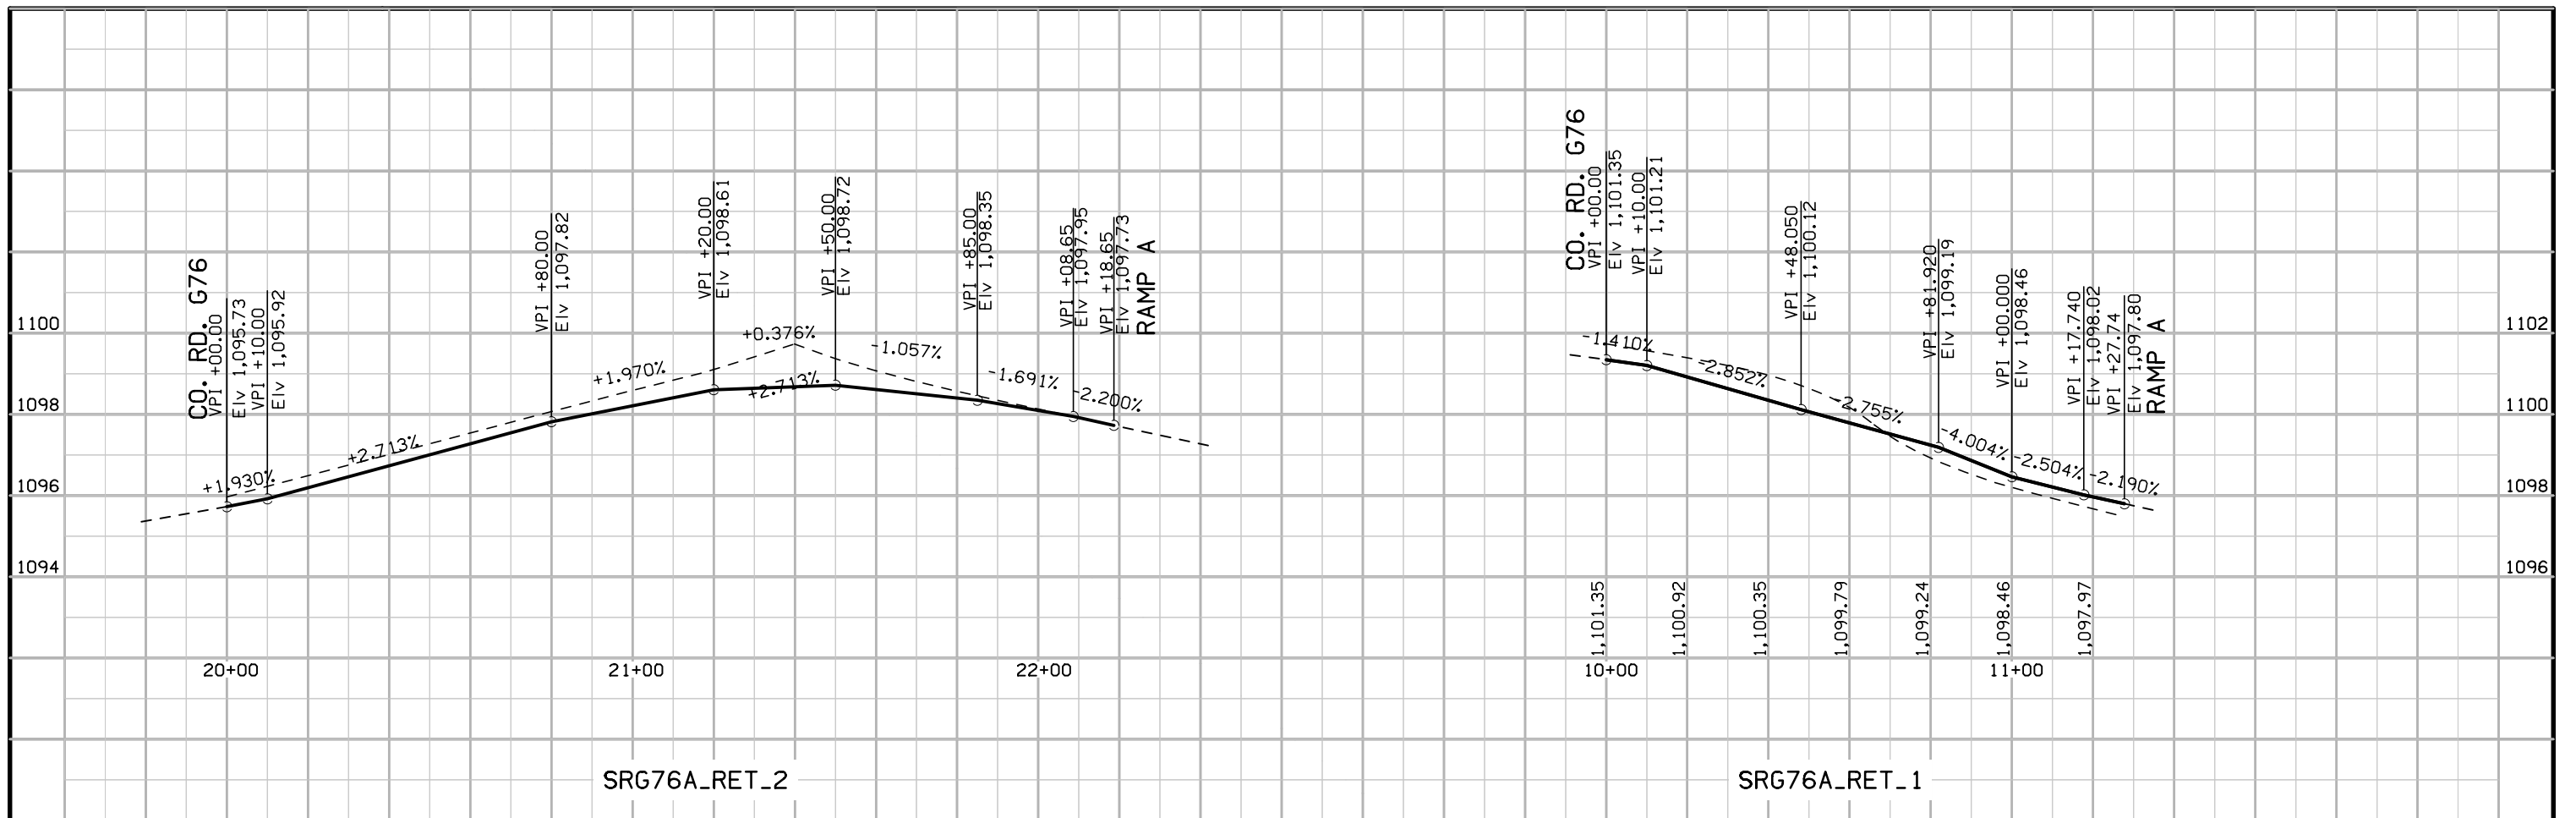 CO. RD. G76
VPI +00.00
Elv 1,095.73
VPI +10.00
Elv 1,095.92
VPI +80.00
Elv 1,097.82
VPI +20.00
Elv 1,098.61
VPI +50.00
Elv 1,098.72
VPI +85.00
Elv 1,098.35
VPI +08.65
Elv 1,097.95
VPI +18.65
Elv 1,097.73
RAMP A
+1.930%
+2.713%
+1.970%
+0.376%
+2.713%
-1.057%
-1.691%
-2.200%
1100
1098
1096
1094
20+00
21+00
22+00
SRG76A_RET_2
CO. RD. G76
VPI +00.00
Elv 1,101.35
VPI +10.00
Elv 1,101.21
VPI +48.050
Elv 1,100.12
VPI +81.920
Elv 1,099.19
VPI +00.000
Elv 1,098.46
VPI +17.740
Elv 1,098.02
VPI +27.74
Elv 1,097.80
RAMP A
-1.410%
-2.852%
-2.755%
-4.004%
-2.504%
-2.190%
1102
1100
1098
1096
1,101.35
1,100.92
1,100.35
1,099.79
1,099.24
1,098.46
1,097.97
10+00
11+00
SRG76A_RET_1